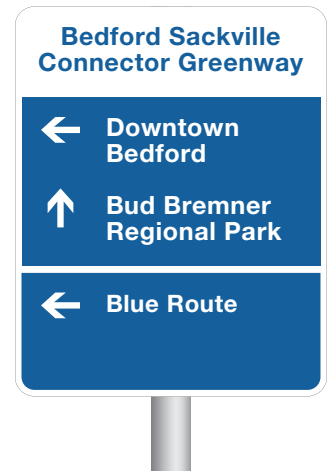 Bedford Sackville
Connector Greenway
Downtown
Bedford
Bud Bremner
Regional Park
Blue Route